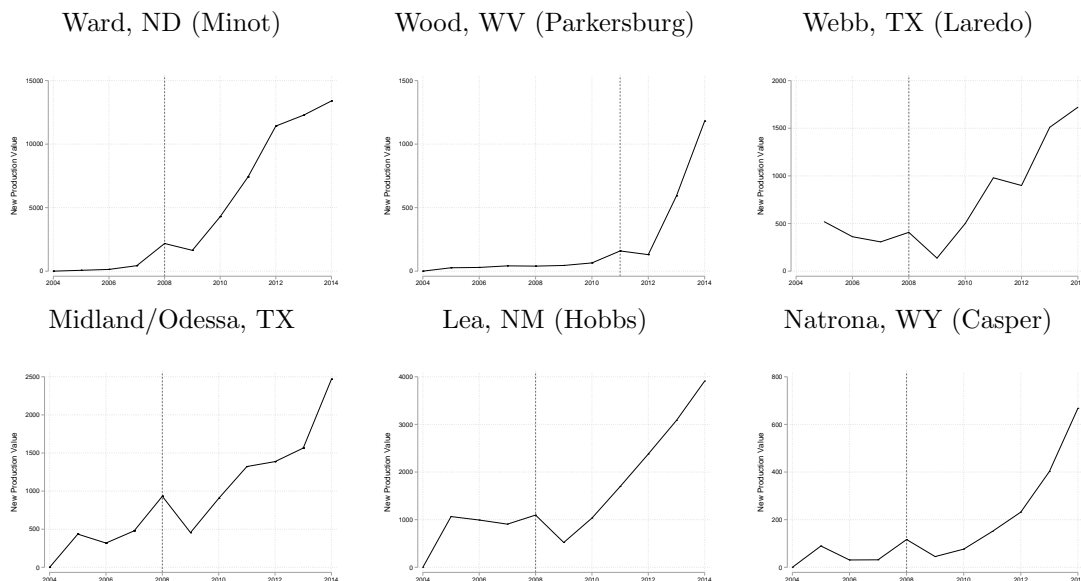 Ward, ND (Minot)
Wood, WV (Parkersburg)
Webb, TX (Laredo)
New Production Value
15000
10000
5000
0
2004 2006 2008 2010 2012 2014
New Production Value
1500
1000
500
0
2004 2006 2008 2010 2012 2014
New Production Value
2000
1500
1000
500
0
2004 2006 2008 2010 2012
Midland/Odessa, TX
Lea, NM (Hobbs)
Natrona, WY (Casper)
New Production Value
2500
2000
1500
1000
500
0
2004 2006 2008 2010 2012 2014
New Production Value
4000
3000
2000
1000
0
2004 2006 2008 2010 2012 2014
New Production Value
800
600
400
200
0
2004 2006 2008 2010 2012